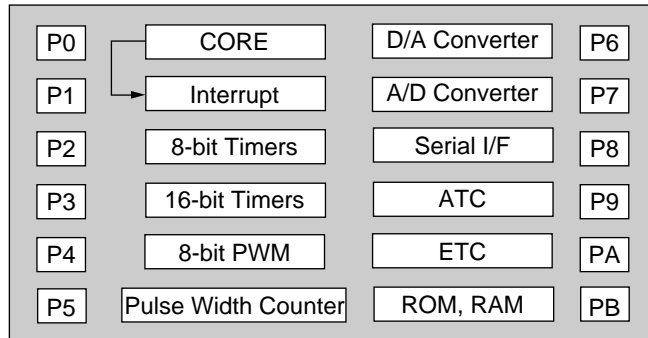 P0 CORE D/A Converter P6
P1 Interrupt A/D Converter P7
P2 8-bit Timers Serial I/F P8
P3 16-bit Timers ATC P9
P4 8-bit PWM ETC PA
P5 Pulse Width Counter ROM, RAM PB